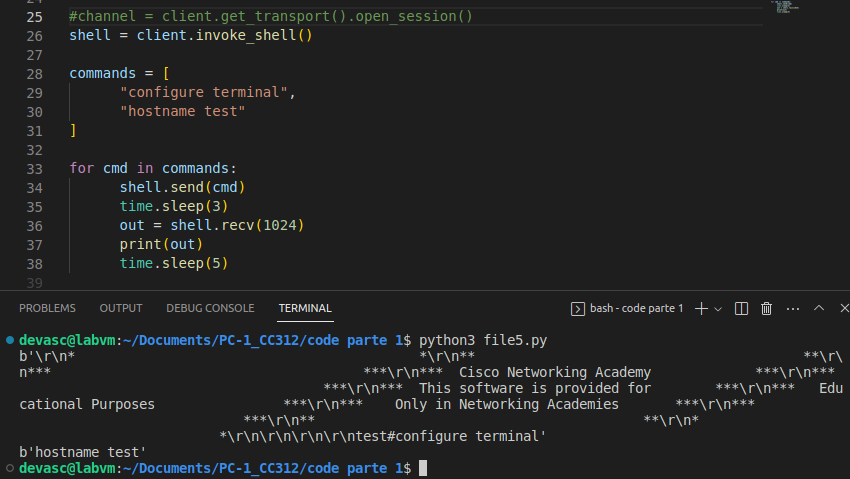 25 #channel = client.get_transport().open_session()
26 shell = client.invoke_shell()
27
28 commands = [
29 "configure terminal",
30 "hostname test"
31 ]
32
33 for cmd in commands:
34 shell.send(cmd)
35 time.sleep(3)
36 out = shell.recv(1024)
37 print(out)
38 time.sleep(5)
39
PROBLEMS OUTPUT DEBUG CONSOLE TERMINAL bash - code parte 1
devasc@labvm:~/Documents/PC-1_CC312/code parte 1$ python3 file5.py
b'\r\n* *\r\n** **\r\
n*** ***\r\n*** Cisco Networking Academy ***\r\n***
***\r\n*** This software is provided for ***\r\n*** Edu
cational Purposes ***\r\n*** Only in Networking Academies ***\r\n***
***\r\n** **\r\n*
*\r\n\r\n\r\n\r\ntest#configure terminal'
b'hostname test'
devasc@labvm:~/Documents/PC-1_CC312/code parte 1$